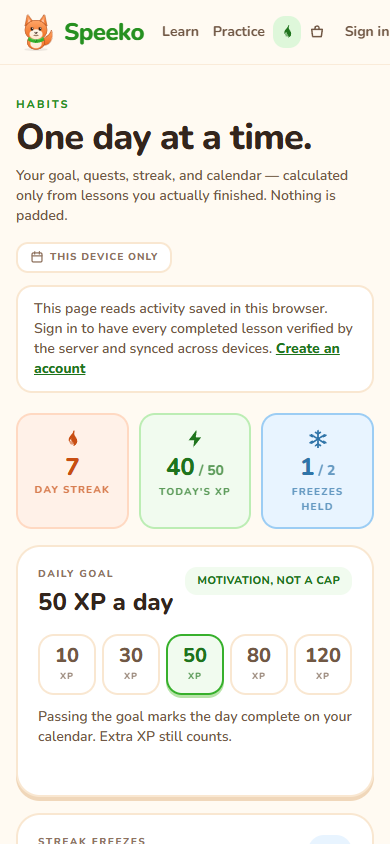 Speeko Learn Practice Sign in
HABITS
One day at a time.
Your goal, quests, streak, and calendar — calculated
only from lessons you actually finished. Nothing is
padded.
THIS DEVICE ONLY
This page reads activity saved in this browser.
Sign in to have every completed lesson verified by
the server and synced across devices. Create an
account
7
DAY STREAK
40 / 50
TODAY'S XP
1 / 2
FREEZES
HELD
DAILY GOAL
MOTIVATION, NOT A CAP
50 XP a day
10 30 50 80 120
XP XP XP XP XP
Passing the goal marks the day complete on your
calendar. Extra XP still counts.
STREAK FREEZES